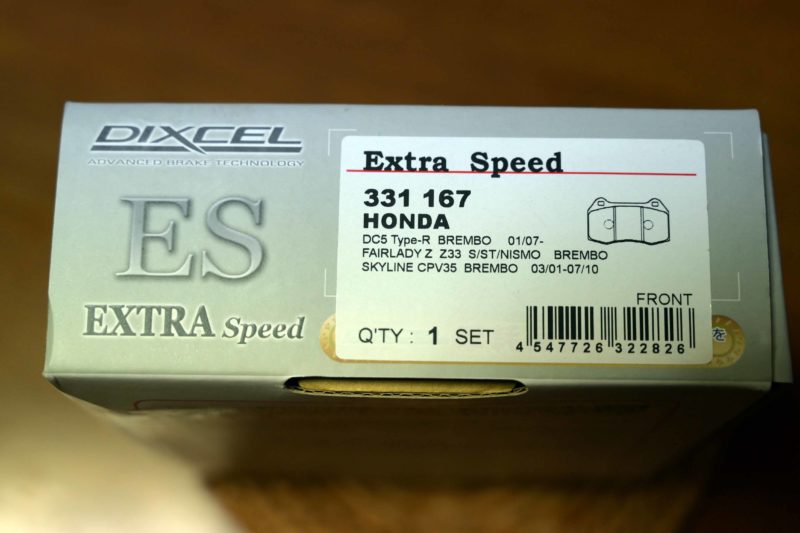 DIXCEL
ADVANCED BRAKE TECHNOLOGY
ES
EXTRA Speed
Extra Speed
331 167
HONDA
DC5 Type-R BREMBO 01/07-
FAIRLADY Z Z33 S/ST/NISMO BREMBO
SKYLINE CPV35 BREMBO 03/01-07/10
FRONT
Q'TY : 1 SET
4 547726 322826
を